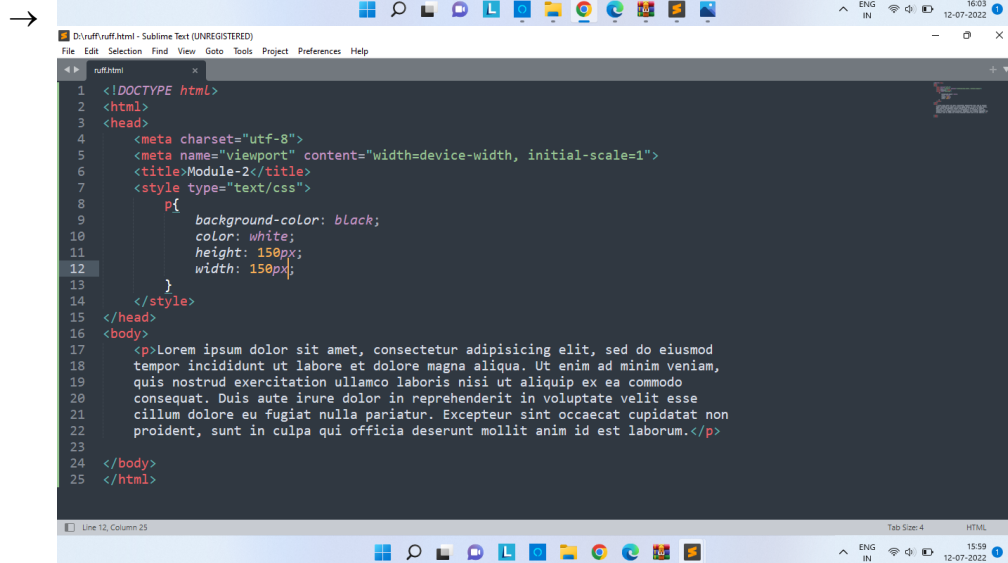 →
16:03
ENG
IN
12-07-2022
1
D:\ruff\ruff.html - Sublime Text (UNREGISTERED)
File Edit Selection Find View Goto Tools Project Preferences Help
ruff.html
1 <!DOCTYPE html>
2 <html>
3 <head>
4 <meta charset="utf-8">
5 <meta name="viewport" content="width=device-width, initial-scale=1">
6 <title>Module-2</title>
7 <style type="text/css">
8 p{
9 background-color: black;
10 color: white;
11 height: 150px;
12 width: 150px;
13 }
14 </style>
15 </head>
16 <body>
17 <p>Lorem ipsum dolor sit amet, consectetur adipisicing elit, sed do eiusmod
18 tempor incididunt ut labore et dolore magna aliqua. Ut enim ad minim veniam,
19 quis nostrud exercitation ullamco laboris nisi ut aliquip ex ea commodo
20 consequat. Duis aute irure dolor in reprehenderit in voluptate velit esse
21 cillum dolore eu fugiat nulla pariatur. Excepteur sint occaecat cupidatat non
22 proident, sunt in culpa qui officia deserunt mollit anim id est laborum.</p>
23
24 </body>
25 </html>
Line 12, Column 25 Tab Size: 4 HTML
L
ENG
IN
15:59
12-07-2022
1